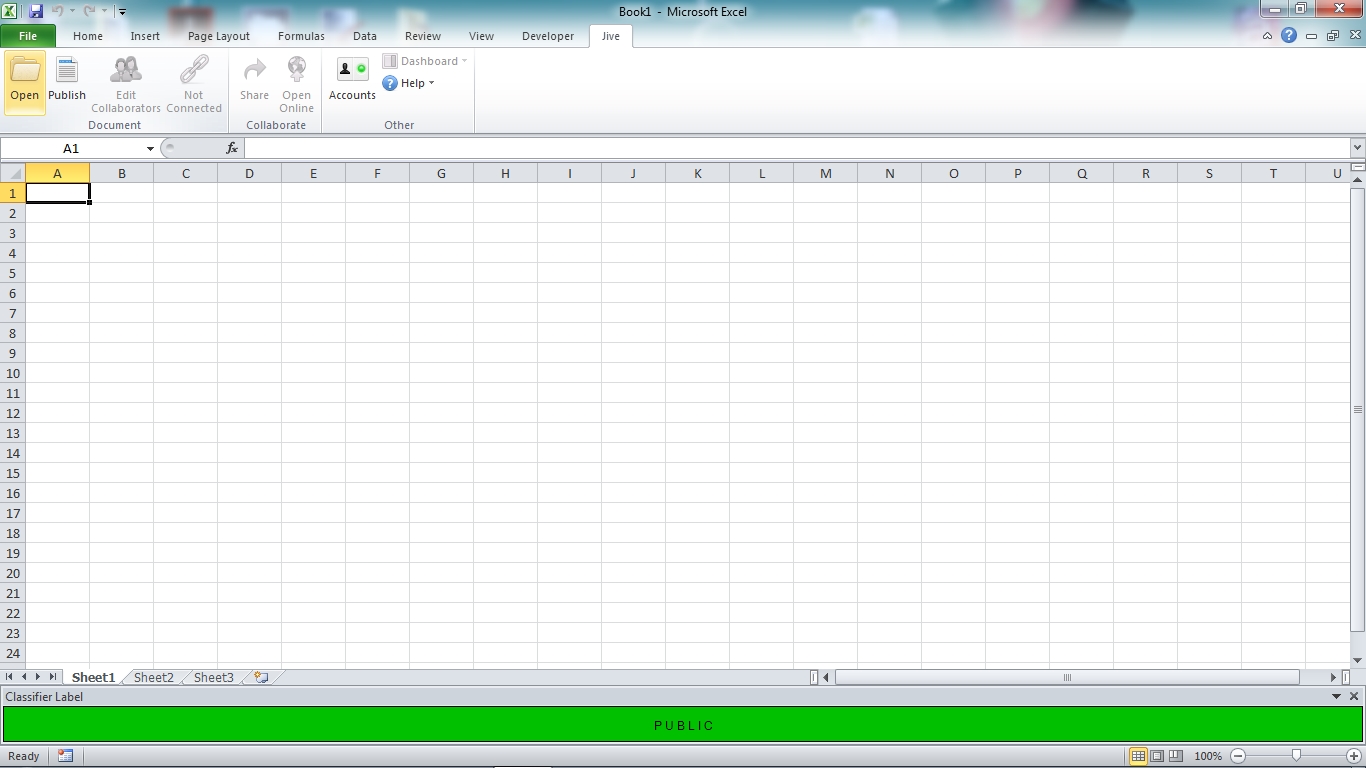 Book1 - Microsoft Excel
File Home Insert Page Layout Formulas Data Review View Developer Jive
Open Publish Edit Collaborators Not Connected Share Open Online Accounts Dashboard Help
Document Collaborate Other
A1 fx
A B C D E F G H I J K L M N O P Q R S T U
1
2
3
4
5
6
7
8
9
10
11
12
13
14
15
16
17
18
19
20
21
22
23
24
Sheet1 Sheet2 Sheet3
Classifier Label
PUBLIC
Ready 100%